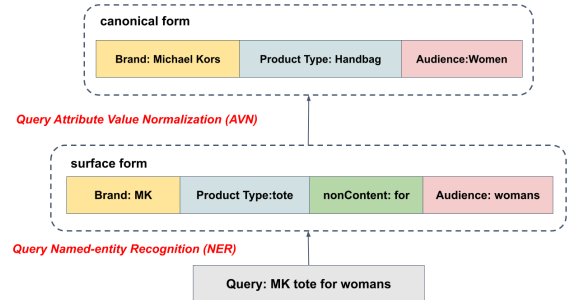 canonical form
Brand: Michael Kors
Product Type: Handbag
Audience:Women
Query Attribute Value Normalization (AVN)
surface form
Brand: MK
Product Type:tote
nonContent: for
Audience: womans
Query Named-entity Recognition (NER)
Query: MK tote for womans